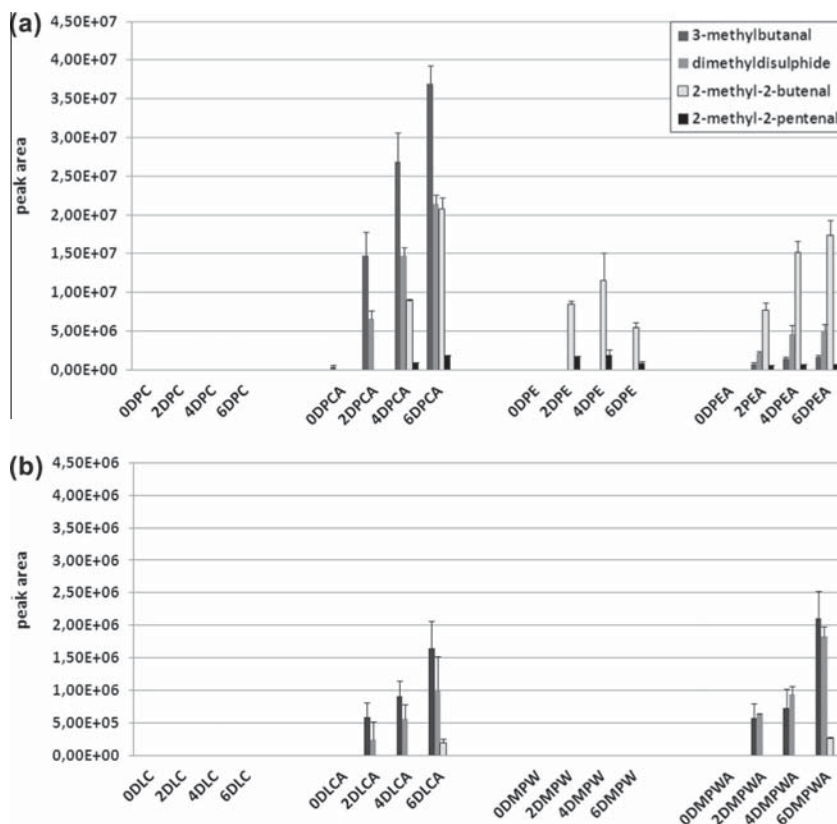 (a)
peak area
4,50E+07
4,00E+07
3,50E+07
3,00E+07
2,50E+07
2,00E+07
1,50E+07
1,00E+07
5,00E+06
0,00E+00
3-methylbutanal
dimethyldisulphide
2-methyl-2-butenal
2-methyl-2-pentenal
0DPC 2DPC 4DPC 6DPC 0DPCA 2DPCA 4DPCA 6DPCA 0DPE 2DPE 4DPE 6DPE 0DPEA 2PEA 4DPEA 6DPEA
(b)
peak area
4,50E+06
4,00E+06
3,50E+06
3,00E+06
2,50E+06
2,00E+06
1,50E+06
1,00E+06
5,00E+05
0,00E+00
0DLC 2DLC 4DLC 6DLC 0DLCA 2DLCA 4DLCA 6DLCA 0DMPW 2DMPW 4DMPW 6DMPW 0DMPWA 2DMPWA 4DMPWA 6DMPWA